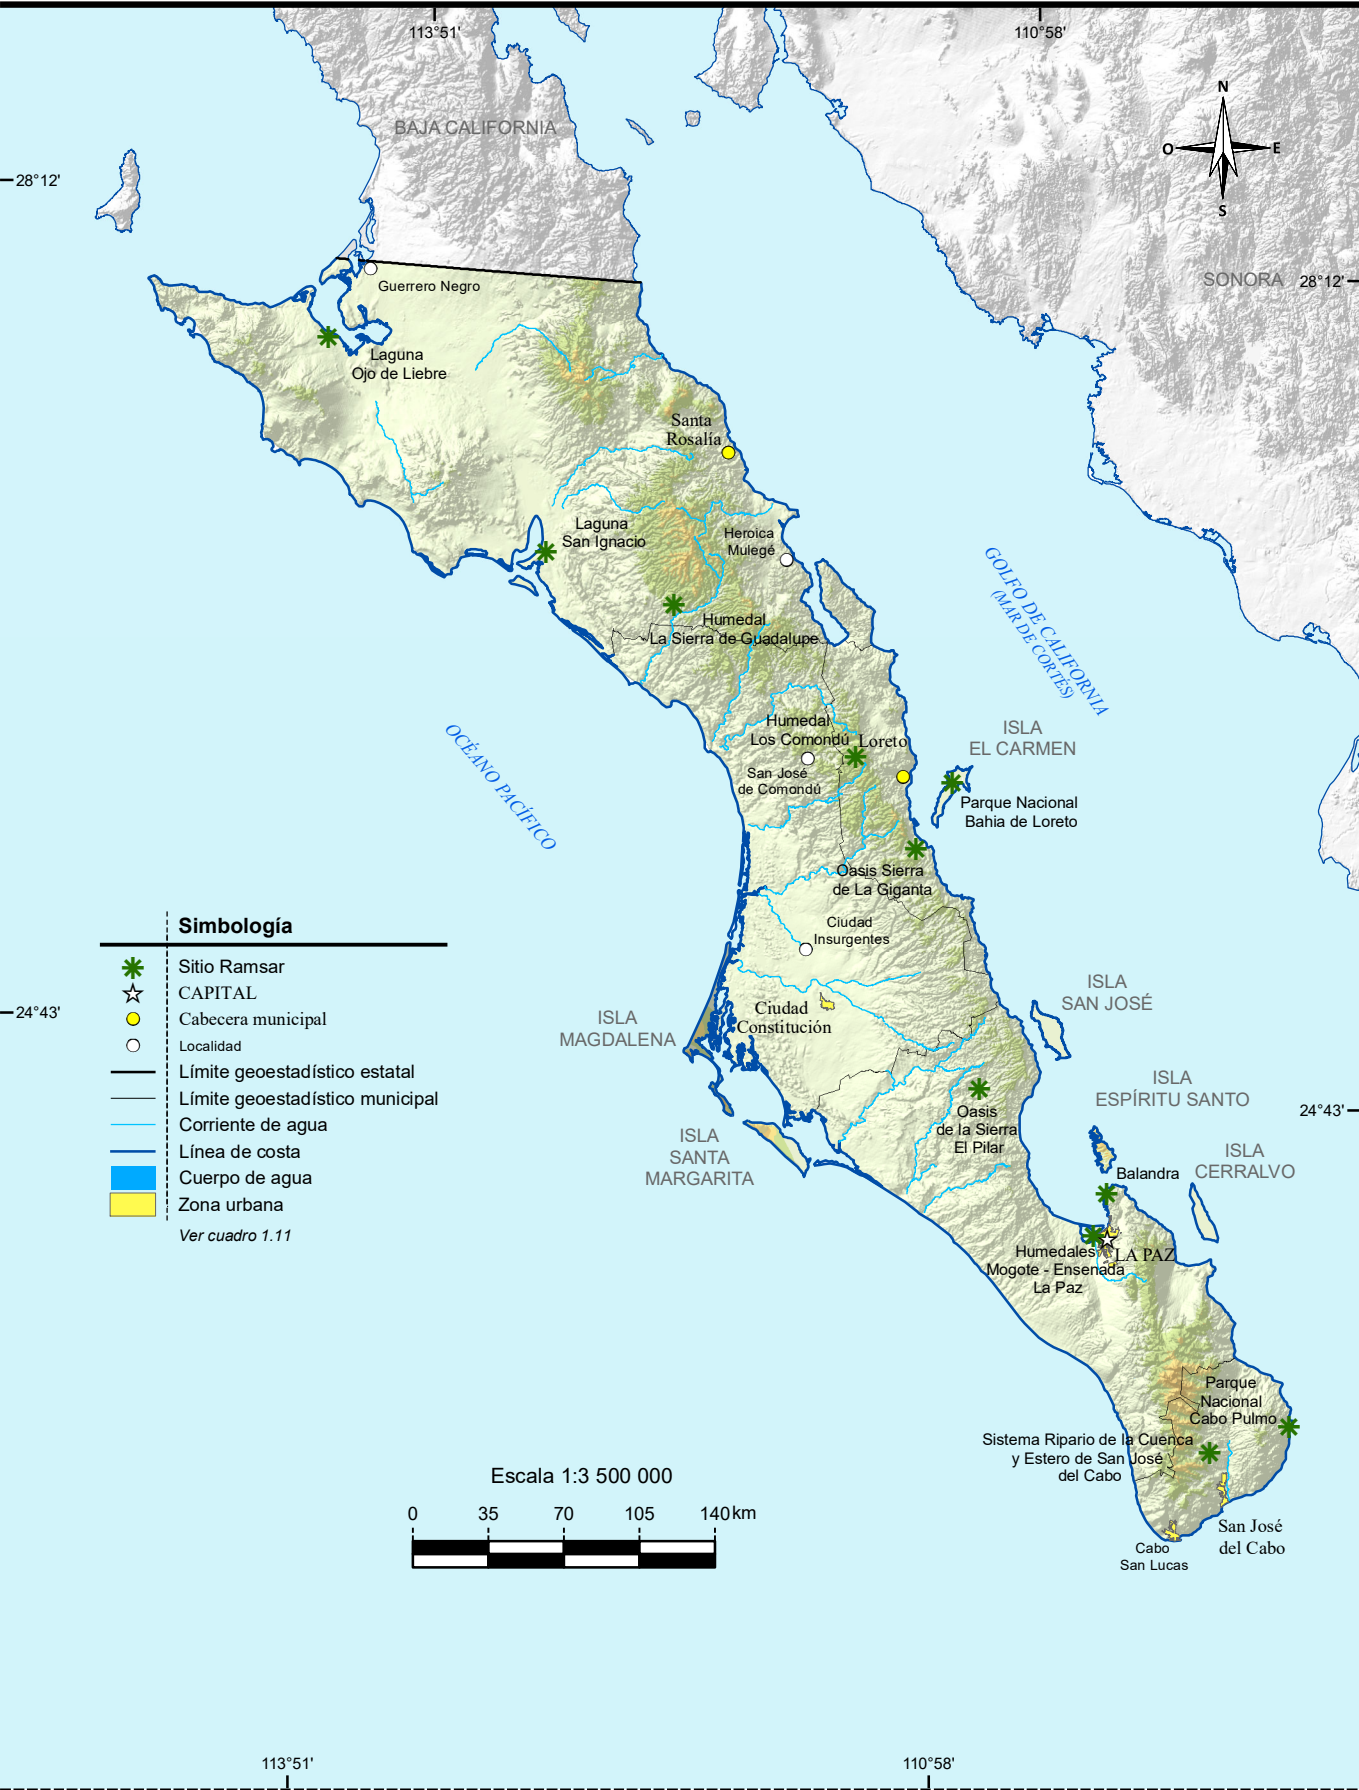 113°51'
110°58'
BAJA CALIFORNIA
N
O
E
S
28°12'
SONORA
28°12'
Guerrero Negro
Laguna
Ojo de Liebre
Santa
Rosalía
Laguna
San Ignacio
Heroica
Mulegé
Humedal
La Sierra de Guadalupe
GOLFO DE CALIFORNIA
(MAR DE CORTÉS)
OCÉANO PACÍFICO
Humedal
Los Comondú
Loreto
San José
de Comondú
ISLA
EL CARMEN
Parque Nacional
Bahia de Loreto
Oasis Sierra
de La Giganta
Ciudad
Insurgentes
Ciudad
Constitución
ISLA
MAGDALENA
ISLA
SAN JOSÉ
24°43'
ISLA
ESPÍRITU SANTO
24°43'
Oasis
de la Sierra
El Pilar
ISLA
SANTA
MARGARITA
ISLA
CERRALVO
Balandra
Humedales
Mogote - Ensenada
La Paz
LA PAZ
Parque
Nacional
Cabo Pulmo
Sistema Ripario de la Cuenca
y Estero de San José
del Cabo
San José
del Cabo
Cabo
San Lucas
Simbología
Sitio Ramsar
CAPITAL
Cabecera municipal
Localidad
Límite geoestadístico estatal
Límite geoestadístico municipal
Corriente de agua
Línea de costa
Cuerpo de agua
Zona urbana
Ver cuadro 1.11
Escala 1:3 500 000
0 35 70 105 140 km
113°51'
110°58'